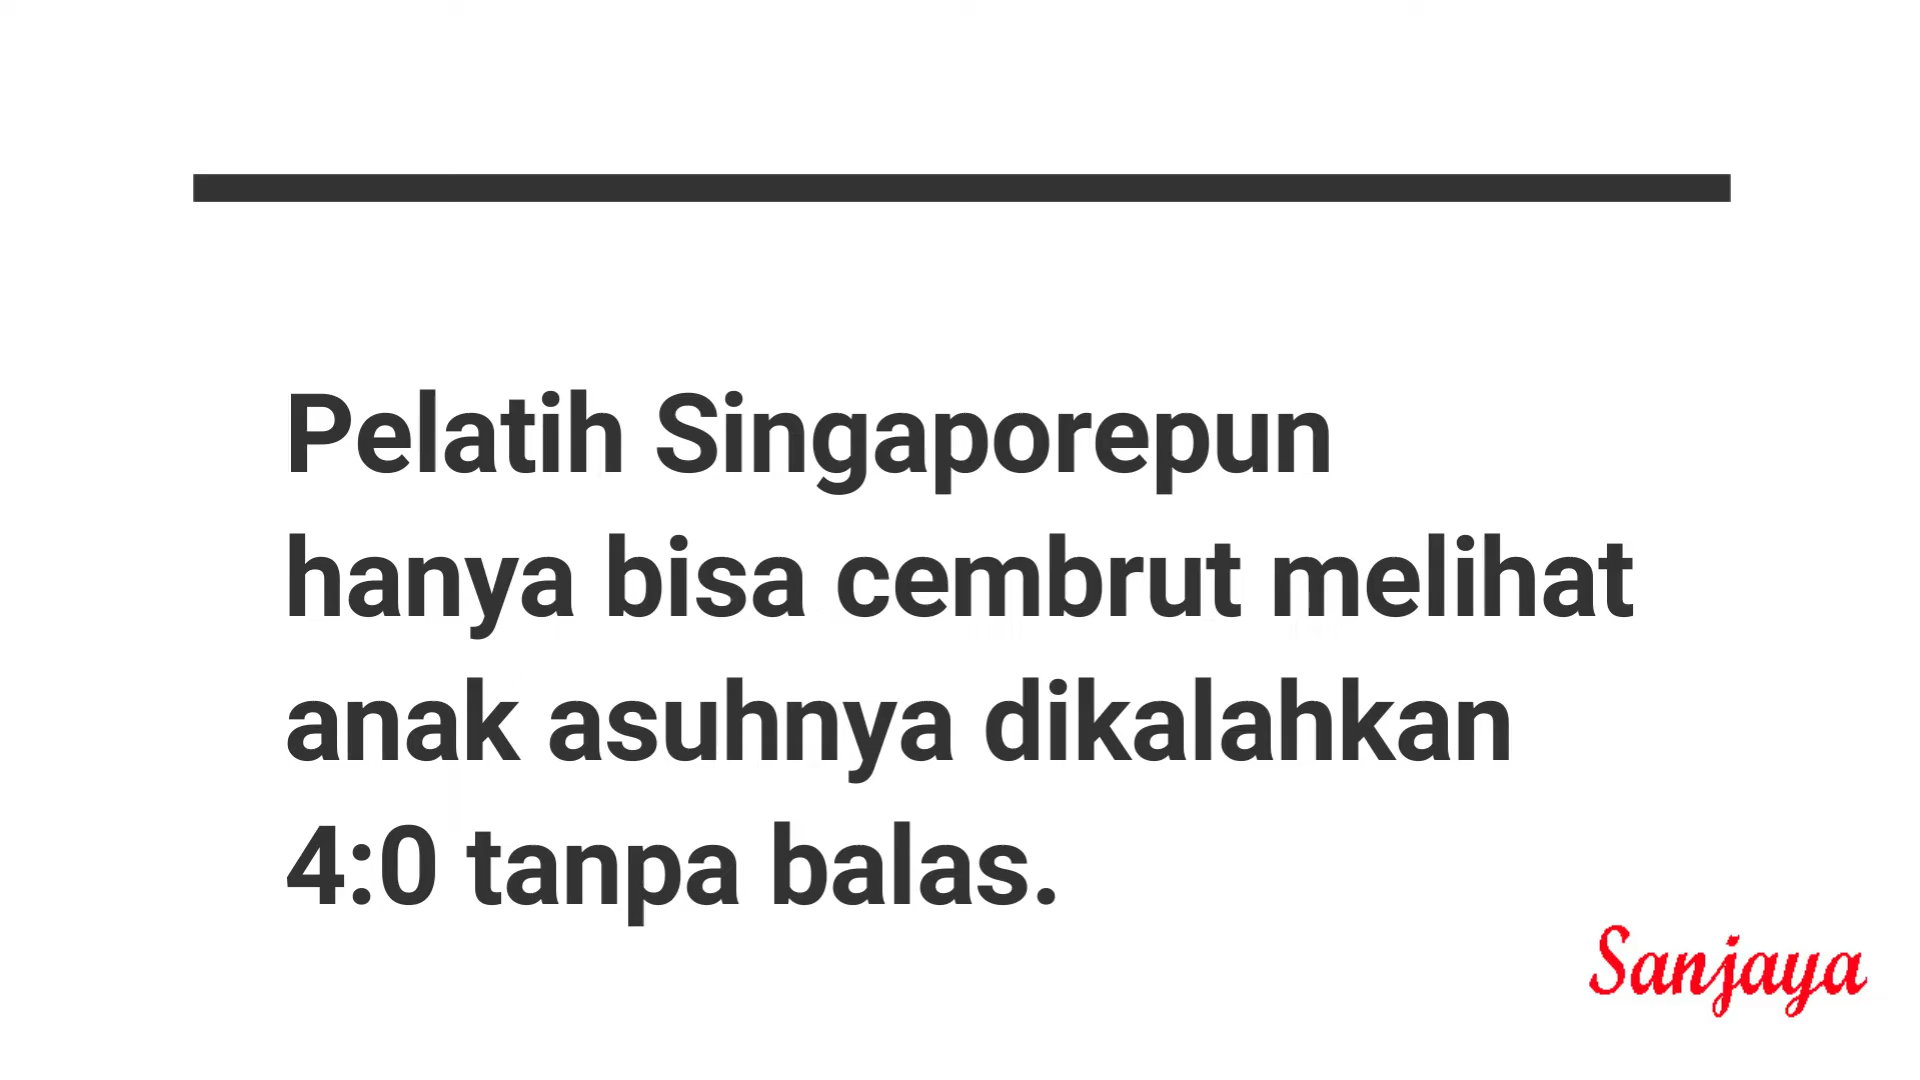 Pelatih Singaporepun
hanya bisa cembrut melihat
anak asuhnya dikalahkan
4:0 tanpa balas.
Sanjaya